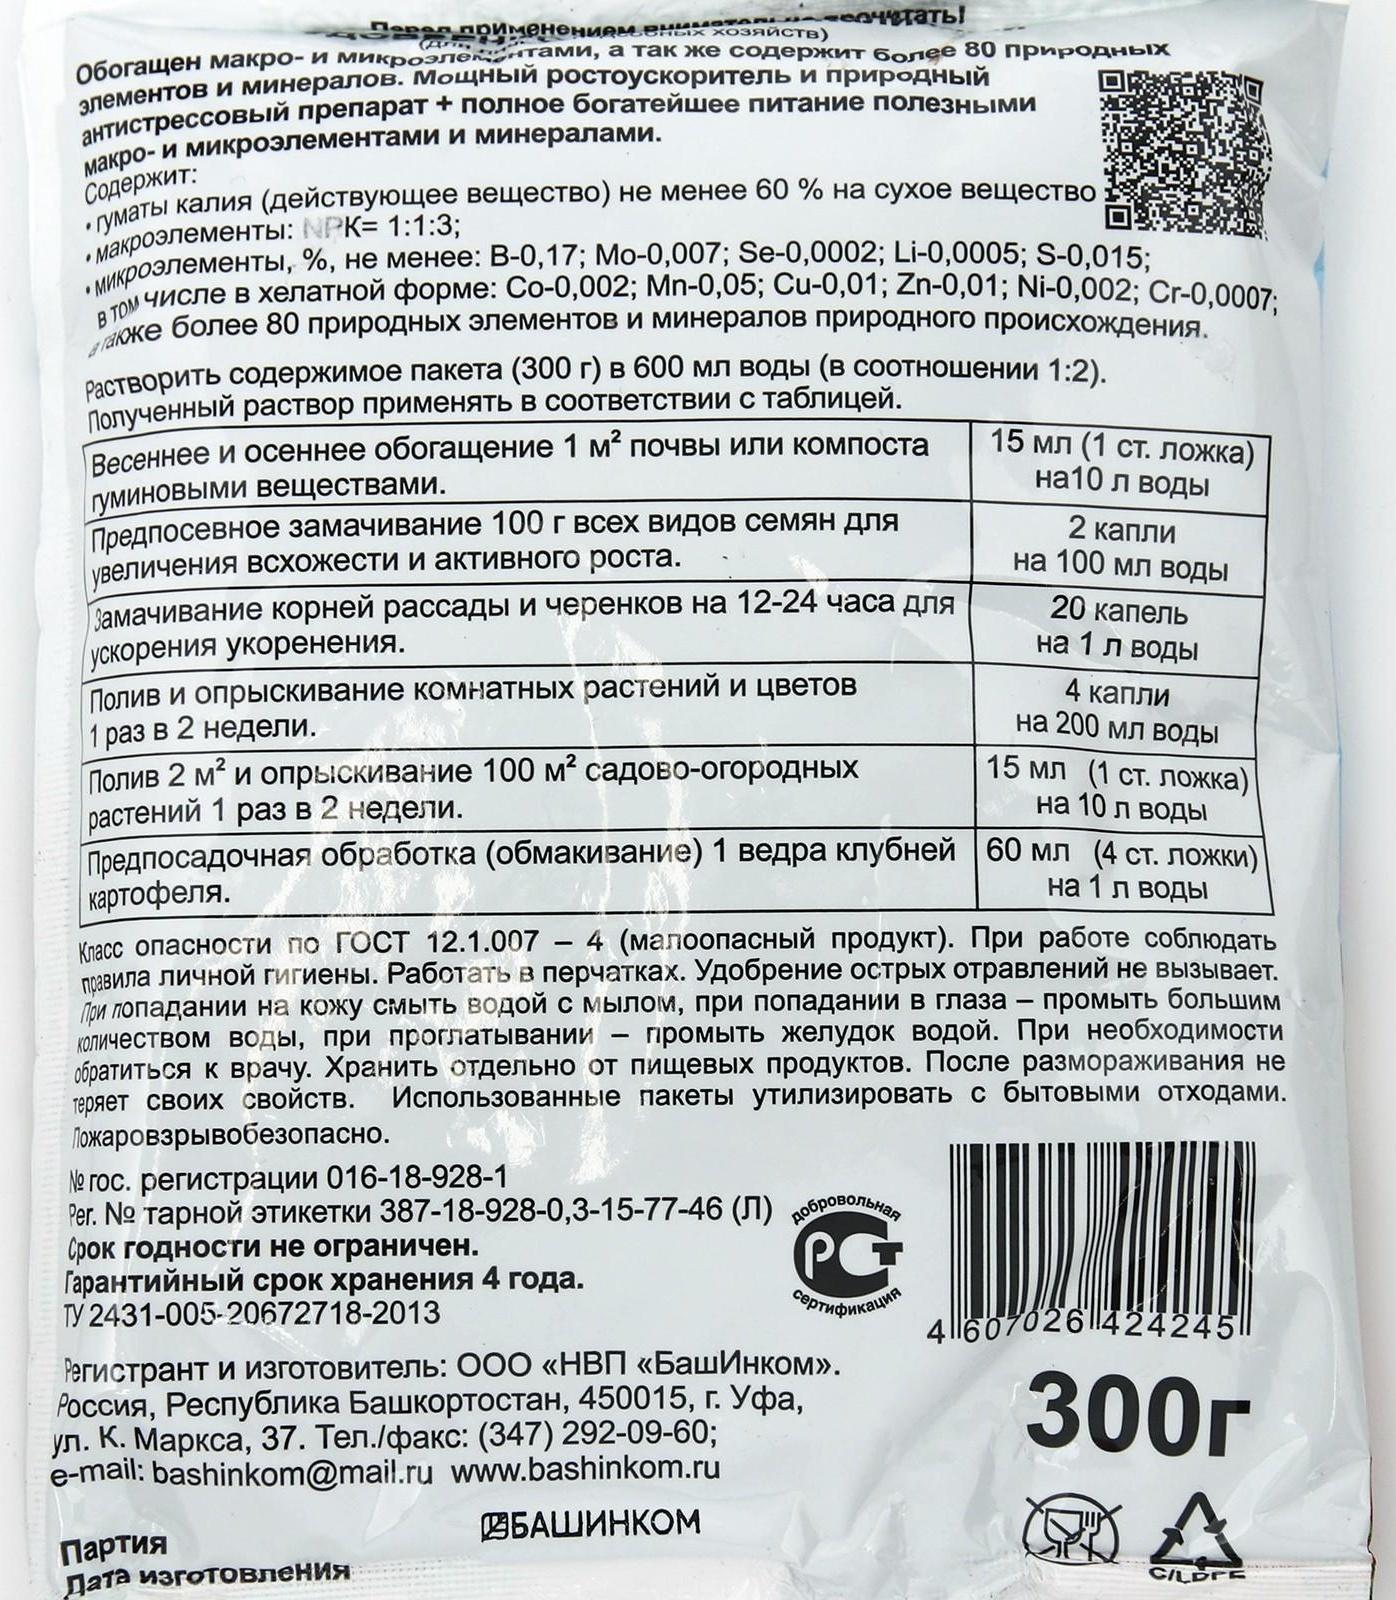 Перед применением внимательно прочитать!
хозяйств)
Обогащен макро- и микроэлементами, а так же содержит более 80 природных
элементов и минералов. Мощный ростоускоритель и природный
антистрессовый препарат + полное богатейшее питание полезными
макро- и микроэлементами и минералами.
Содержит:
• гуматы калия (действующее вещество) не менее 60 % на сухое вещество
• макроэлементы: NPK= 1:1:3;
• микроэлементы, %, не менее: B-0,17; Mo-0,007; Se-0,0002; Li-0,0005; S-0,015;
в том числе в хелатной форме: Co-0,002; Mn-0,05; Cu-0,01; Zn-0,01; Ni-0,002; Cr-0,0007;
а также более 80 природных элементов и минералов природного происхождения.
Растворить содержимое пакета (300 г) в 600 мл воды (в соотношении 1:2).
Полученный раствор применять в соответствии с таблицей.
Весеннее и осеннее обогащение 1 м² почвы или компоста
гуминовыми веществами.
15 мл (1 ст. ложка)
на10 л воды
Предпосевное замачивание 100 г всех видов семян для
увеличения всхожести и активного роста.
2 капли
на 100 мл воды
Замачивание корней рассады и черенков на 12-24 часа для
ускорения укоренения.
20 капель
на 1 л воды
Полив и опрыскивание комнатных растений и цветов
1 раз в 2 недели.
4 капли
на 200 мл воды
Полив 2 м² и опрыскивание 100 м² садово-огородных
растений 1 раз в 2 недели.
15 мл (1 ст. ложка)
на 10 л воды
Предпосадочная обработка (обмакивание) 1 ведра клубней
картофеля.
60 мл (4 ст. ложки)
на 1 л воды
Класс опасности по ГОСТ 12.1.007 – 4 (малоопасный продукт). При работе соблюдать
правила личной гигиены. Работать в перчатках. Удобрение острых отравлений не вызывает.
При попадании на кожу смыть водой с мылом, при попадании в глаза – промыть большим
количеством воды, при проглатывании – промыть желудок водой. При необходимости
обратиться к врачу. Хранить отдельно от пищевых продуктов. После размораживания не
теряет своих свойств. Использованные пакеты утилизировать с бытовыми отходами.
Пожаровзрывобезопасно.
№ гос. регистрации 016-18-928-1
Рег. № тарной этикетки 387-18-928-0,3-15-77-46 (Л)
Срок годности не ограничен.
Гарантийный срок хранения 4 года.
ТУ 2431-005-20672718-2013
добровольная
РСТ
сертификация
4 607026 424245
Регистрант и изготовитель: ООО «НВП «БашИнком».
Россия, Республика Башкортостан, 450015, г. Уфа,
ул. К. Маркса, 37. Тел./факс: (347) 292-09-60;
e-mail: bashinkom@mail.ru www.bashinkom.ru
300г
БАШИНКОМ
C/LDPE
Партия
Дата изготовления